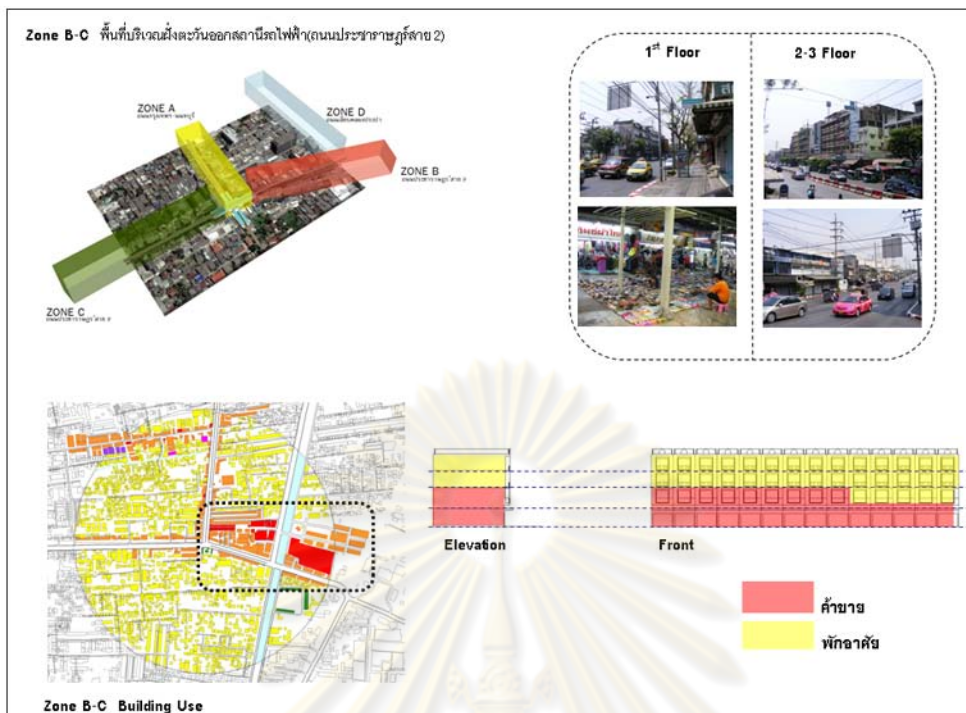 Zone B-C พื้นที่บริเวณฝั่งตะวันออกสถานีรถไฟฟ้า(ถนนประชาราษฎร์สาย 2)
1st Floor
2-3 Floor
ZONE A
ZONE D
ZONE B
ZONE C
Elevation
Front
ค้าขาย
พักอาศัย
Zone B-C Building Use